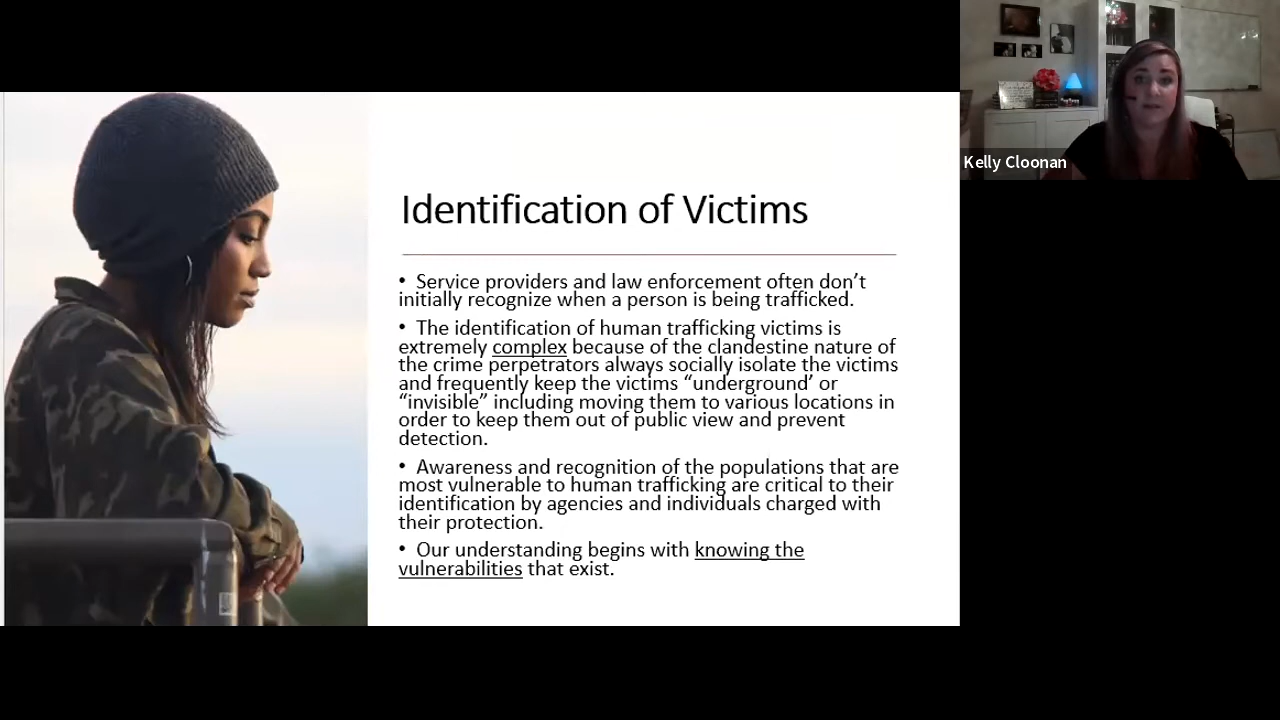 Kelly Cloonan
Identification of Victims
• Service providers and law enforcement often don’t
initially recognize when a person is being trafficked.
• The identification of human trafficking victims is
extremely complex because of the clandestine nature of
the crime perpetrators always socially isolate the victims
and frequently keep the victims “underground’ or
“invisible” including moving them to various locations in
order to keep them out of public view and prevent
detection.
• Awareness and recognition of the populations that are
most vulnerable to human trafficking are critical to their
identification by agencies and individuals charged with
their protection.
• Our understanding begins with knowing the
vulnerabilities that exist.